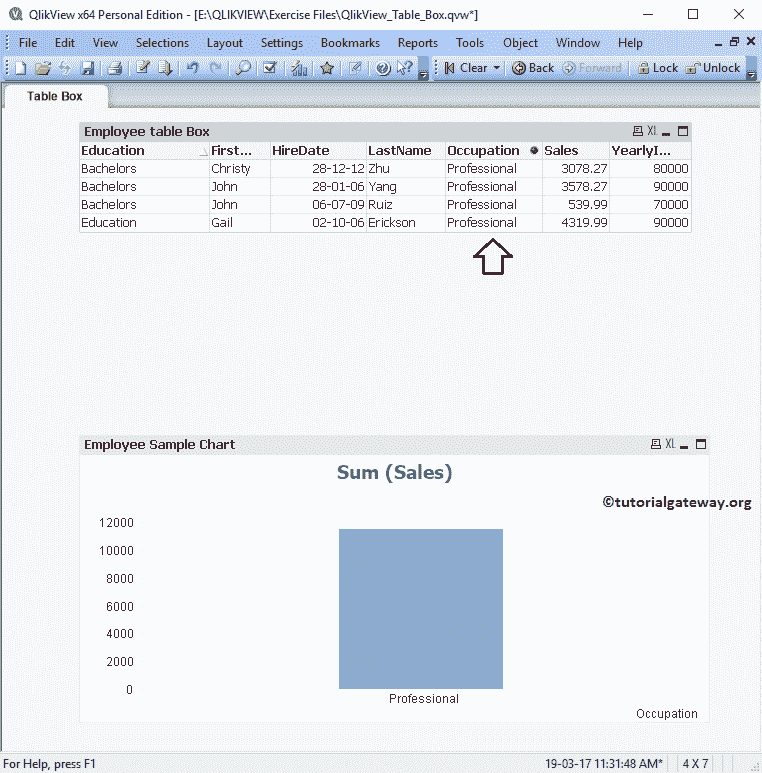 QlikView x64 Personal Edition - [E:\QLIKVIEW\Exercise Files\QlikView_Table_Box.qvw*]
File Edit View Selections Layout Settings Bookmarks Reports Tools Object Window Help
Clear Back Forward Lock Unlock
Table Box
Employee table Box XL
Education First... HireDate LastName Occupation Sales YearlyI...
Bachelors Christy 28-12-12 Zhu Professional 3078.27 80000
Bachelors John 28-01-06 Yang Professional 3578.27 90000
Bachelors John 06-07-09 Ruiz Professional 539.99 70000
Education Gail 02-10-06 Erickson Professional 4319.99 90000
Employee Sample Chart XL
Sum (Sales)
©tutorialgateway.org
12000
10000
8000
6000
4000
2000
0
Professional
Occupation
For Help, press F1 19-03-17 11:31:48 AM* 4 X 7